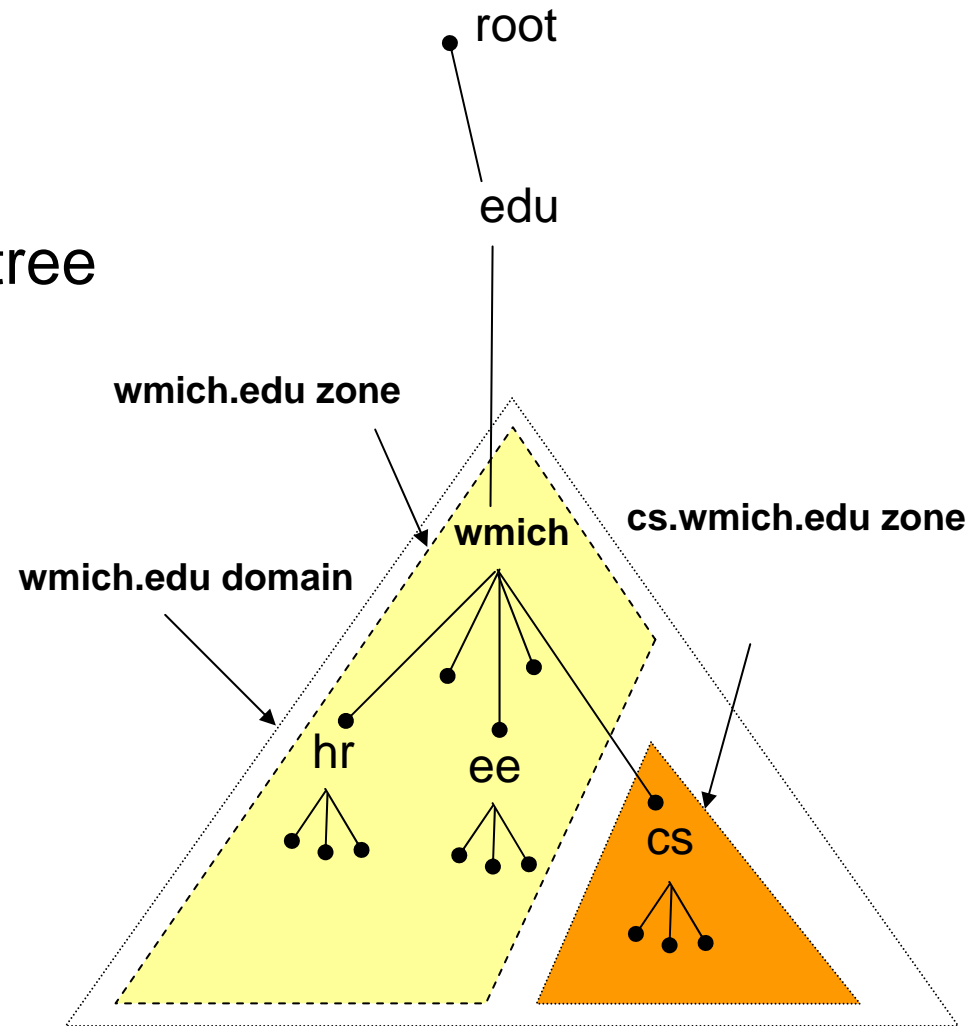 root
edu
tree
wmich.edu zone
wmich
cs.wmich.edu zone
wmich.edu domain
hr
ee
cs